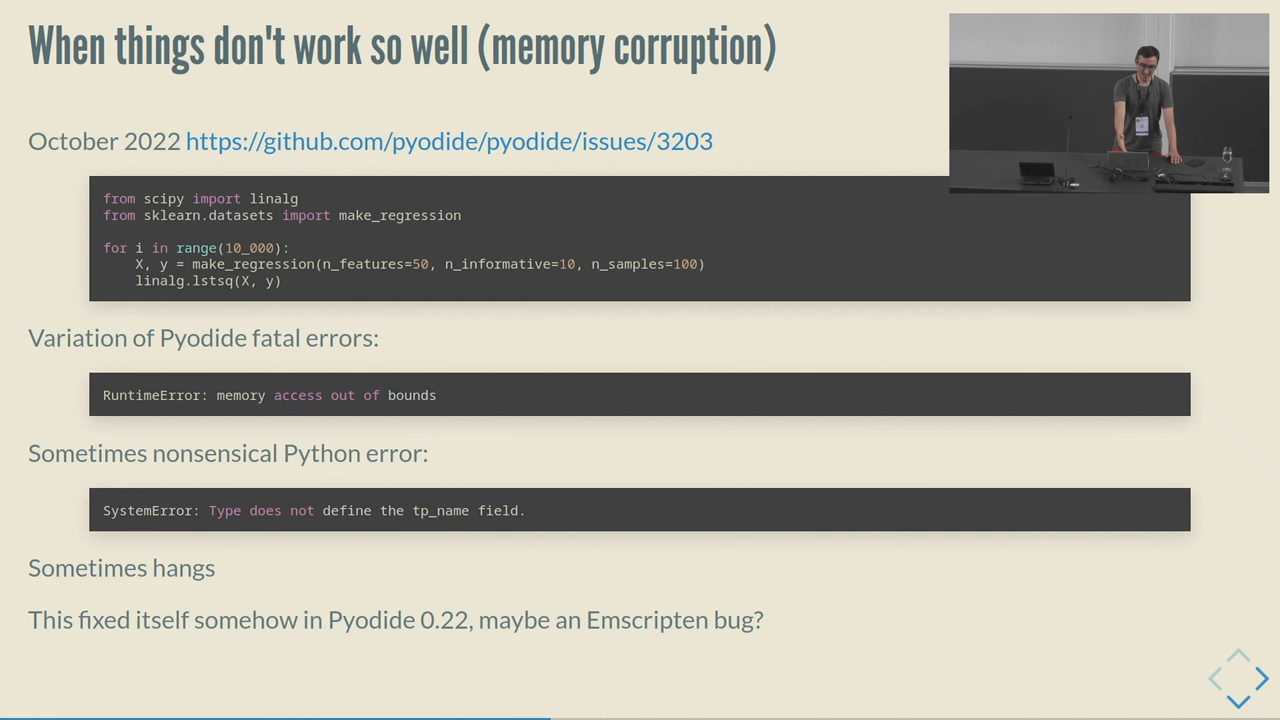 When things don't work so well (memory corruption)
October 2022 https://github.com/pyodide/pyodide/issues/3203
from scipy import linalg
from sklearn.datasets import make_regression
for i in range(10_000):
    X, y = make_regression(n_features=50, n_informative=10, n_samples=100)
    linalg.lstsq(X, y)
Variation of Pyodide fatal errors:
RuntimeError: memory access out of bounds
Sometimes nonsensical Python error:
SystemError: Type does not define the tp_name field.
Sometimes hangs
This fixed itself somehow in Pyodide 0.22, maybe an Emscripten bug?